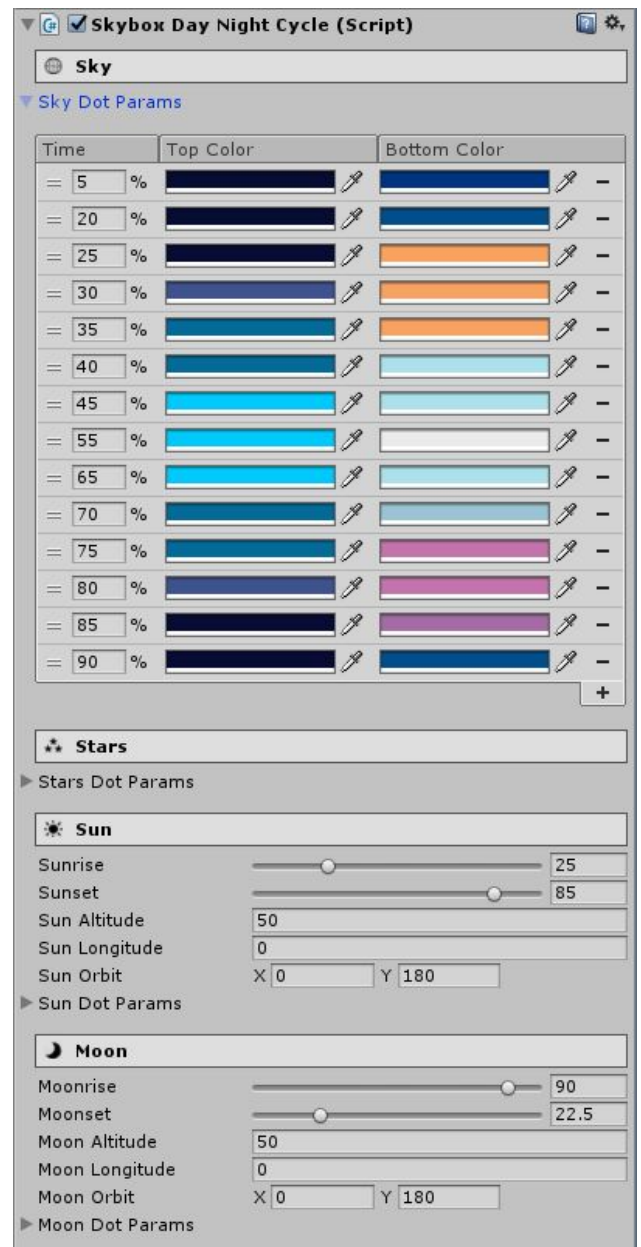 Skybox Day Night Cycle (Script)
Sky
Sky Dot Params
Time Top Color Bottom Color
= 5 % −
= 20 % −
= 25 % −
= 30 % −
= 35 % −
= 40 % −
= 45 % −
= 55 % −
= 65 % −
= 70 % −
= 75 % −
= 80 % −
= 85 % −
= 90 % −
+
Stars
Stars Dot Params
Sun
Sunrise 25
Sunset 85
Sun Altitude 50
Sun Longitude 0
Sun Orbit X 0 Y 180
Sun Dot Params
Moon
Moonrise 90
Moonset 22.5
Moon Altitude 50
Moon Longitude 0
Moon Orbit X 0 Y 180
Moon Dot Params